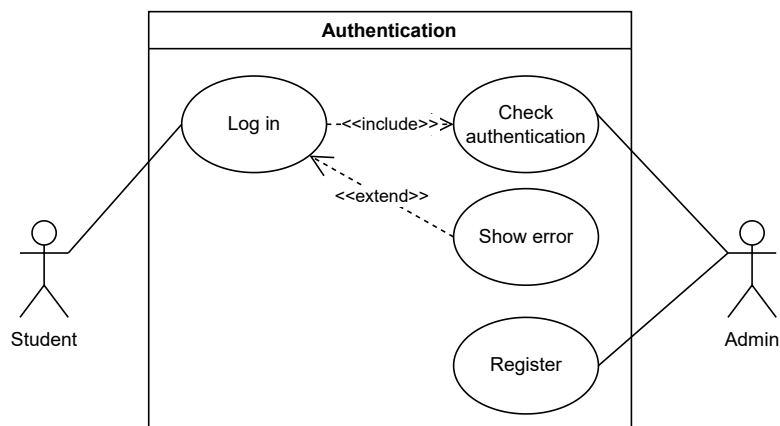 Authentication
Log in
<<include>>
Check
authentication
<<extend>>
Show error
Student
Register
Admin